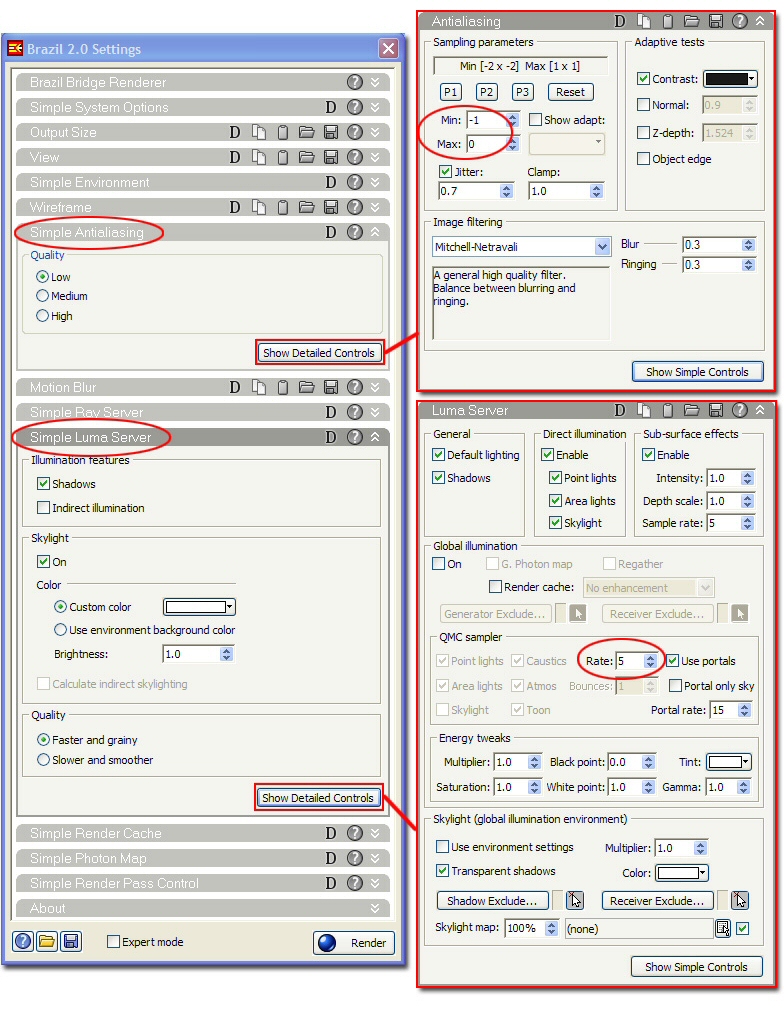 Brazil 2.0 Settings
Brazil Bridge Renderer
Simple System Options D
Output Size D
View D
Simple Environment D
Wireframe D
Simple Antialiasing D
Quality
Low
Medium
High
Show Detailed Controls
Motion Blur D
Simple Ray Server D
Simple Luma Server D
Illumination features
Shadows
Indirect illumination
Skylight
On
Color
Custom color
Use environment background color
Brightness: 1.0
Calculate indirect skylighting
Quality
Faster and grainy
Slower and smoother
Show Detailed Controls
Simple Render Cache D
Simple Photon Map D
Simple Render Pass Control D
About
Expert mode Render
Antialiasing D
Sampling parameters
Min [-2 x -2] Max [1 x 1]
P1 P2 P3 Reset
Min: -1 Show adapt:
Max: 0
Jitter: Clamp:
0.7 1.0
Adaptive tests
Contrast:
Normal: 0.9
Z-depth: 1.524
Object edge
Image filtering
Mitchell-Netravali Blur 0.3
Ringing 0.3
A general high quality filter.
Balance between blurring and
ringing.
Show Simple Controls
Luma Server D
General
Default lighting
Shadows
Direct illumination
Enable
Point lights
Area lights
Skylight
Sub-surface effects
Enable
Intensity: 1.0
Depth scale: 1.0
Sample rate: 5
Global illumination
On G. Photon map Regather
Render cache: No enhancement
Generator Exclude... Receiver Exclude...
QMC sampler
Point lights Caustics Rate: 5 Use portals
Area lights Atmos Bounces: 1 Portal only sky
Skylight Toon Portal rate: 15
Energy tweaks
Multiplier: 1.0 Black point: 0.0 Tint:
Saturation: 1.0 White point: 1.0 Gamma: 1.0
Skylight (global illumination environment)
Use environment settings Multiplier: 1.0
Transparent shadows Color:
Shadow Exclude... Receiver Exclude...
Skylight map: 100% (none)
Show Simple Controls